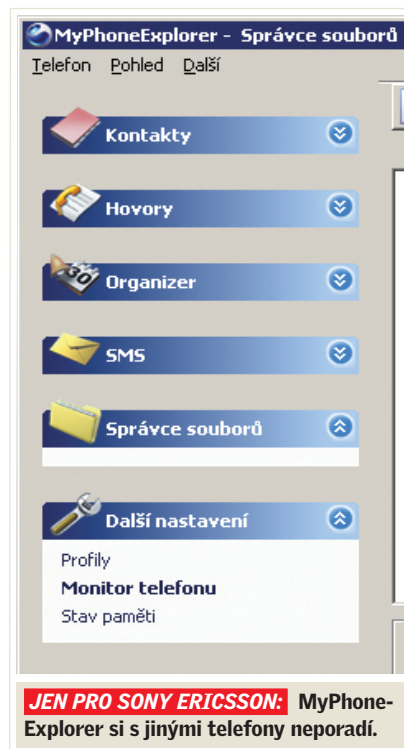 MyPhoneExplorer - Správce souborů
Telefon Pohled Další
Kontakty
Hovory
30
Organizer
SMS
Správce souborů
Další nastavení
Profily
Monitor telefonu
Stav paměti
JEN PRO SONY ERICSSON: MyPhone-
Explorer si s jinými telefony neporadí.